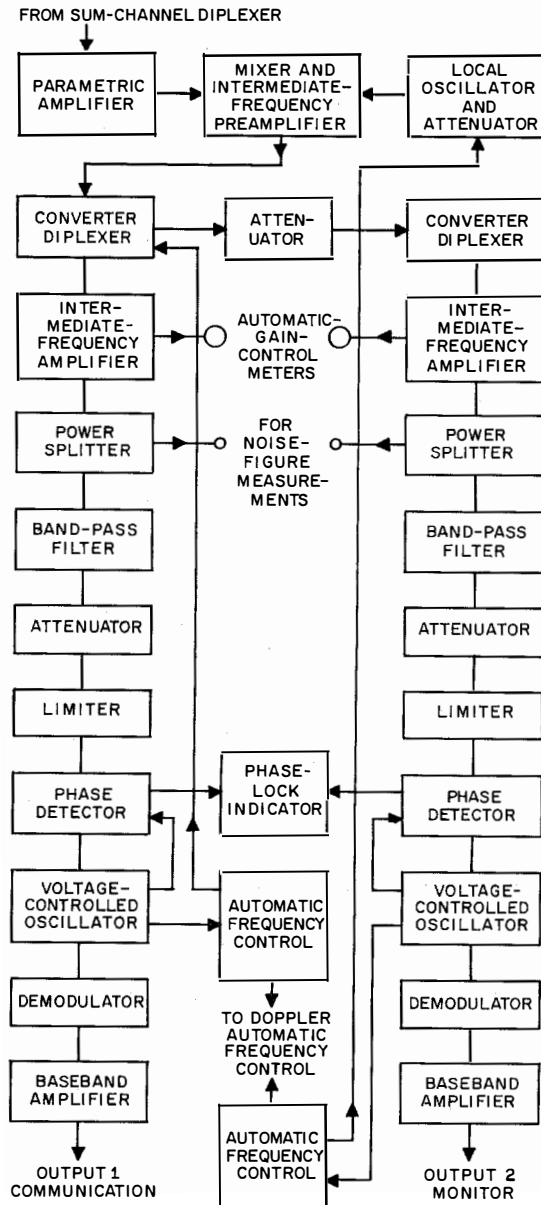 FROM SUM-CHANNEL DIPLEXER
PARAMETRIC
AMPLIFIER
MIXER AND
INTERMEDIATE-
FREQUENCY
PREAMPLIFIER
LOCAL
OSCILLATOR
AND
ATTENUATOR
CONVERTER
DIPLEXER
ATTEN-
UATOR
CONVERTER
DIPLEXER
INTER-
MEDIATE-
FREQUENCY
AMPLIFIER
AUTOMATIC-
GAIN-
CONTROL
METERS
INTER-
MEDIATE-
FREQUENCY
AMPLIFIER
POWER
SPLITTER
FOR
NOISE-
FIGURE
MEASURE-
MENTS
POWER
SPLITTER
BAND-PASS
FILTER
BAND-PASS
FILTER
ATTENUATOR
ATTENUATOR
LIMITER
LIMITER
PHASE
DETECTOR
PHASE-
LOCK
INDICATOR
PHASE
DETECTOR
VOLTAGE-
CONTROLLED
OSCILLATOR
AUTOMATIC
FREQUENCY
CONTROL
VOLTAGE-
CONTROLLED
OSCILLATOR
DEMODULATOR
TO DOPPLER
AUTOMATIC
FREQUENCY
CONTROL
DEMODULATOR
BASEBAND
AMPLIFIER
BASEBAND
AMPLIFIER
AUTOMATIC
FREQUENCY
CONTROL
OUTPUT 1
COMMUNICATION
OUTPUT 2
MONITOR